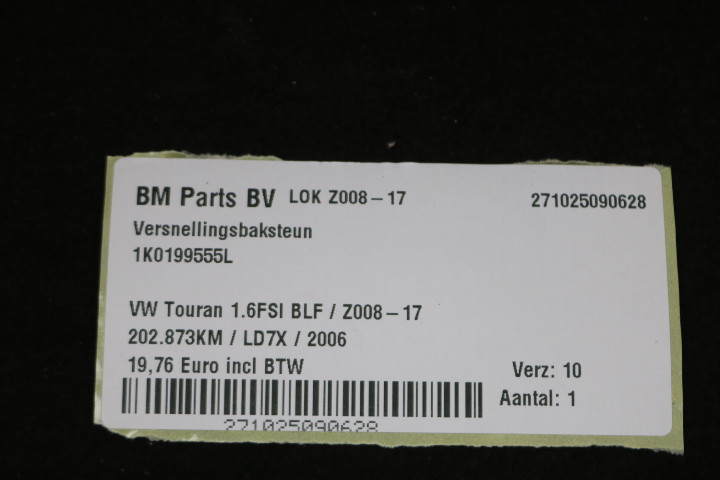 BM Parts BV LOK Z008-17 271025090628
Versnellingsbaksteun
1K0199555L
VW Touran 1.6FSI BLF / Z008-17
202.873KM / LD7X / 2006
19,76 Euro incl BTW Verz: 10
Aantal: 1
271025090628